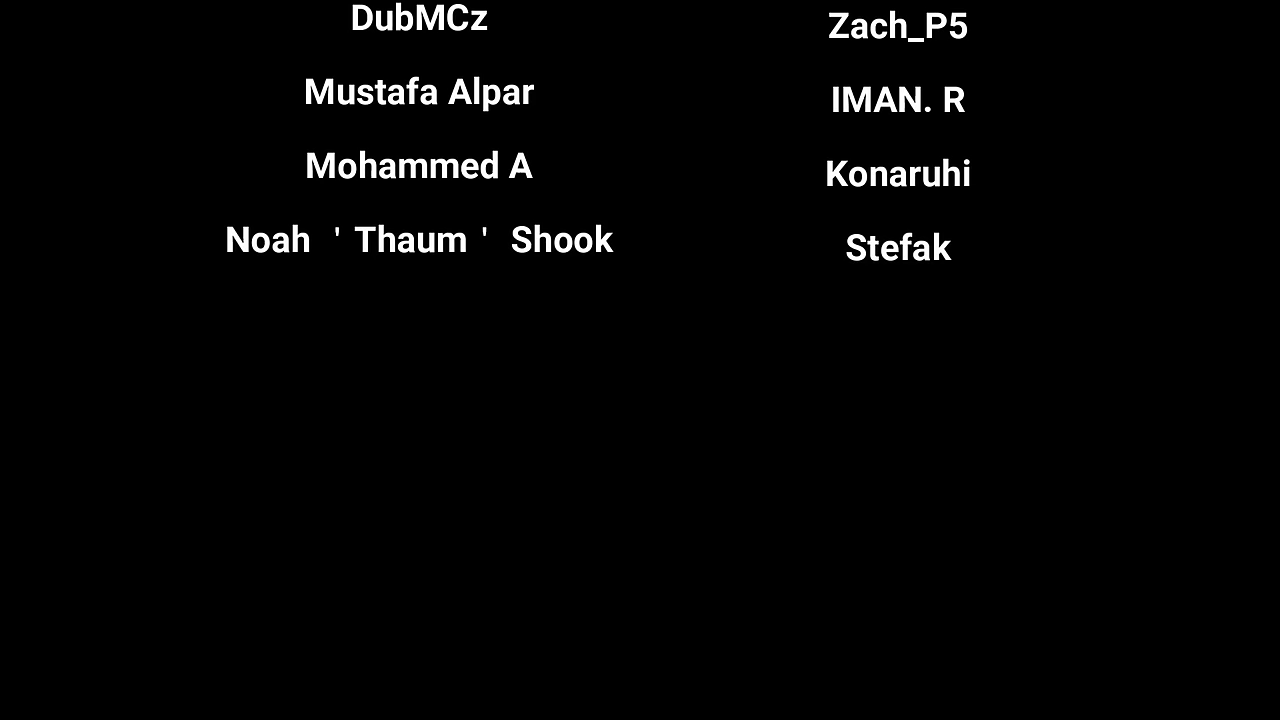 DubMCz
Mustafa Alpar
Mohammed A
Noah ' Thaum ' Shook
Zach_P5
IMAN. R
Konaruhi
Stefak